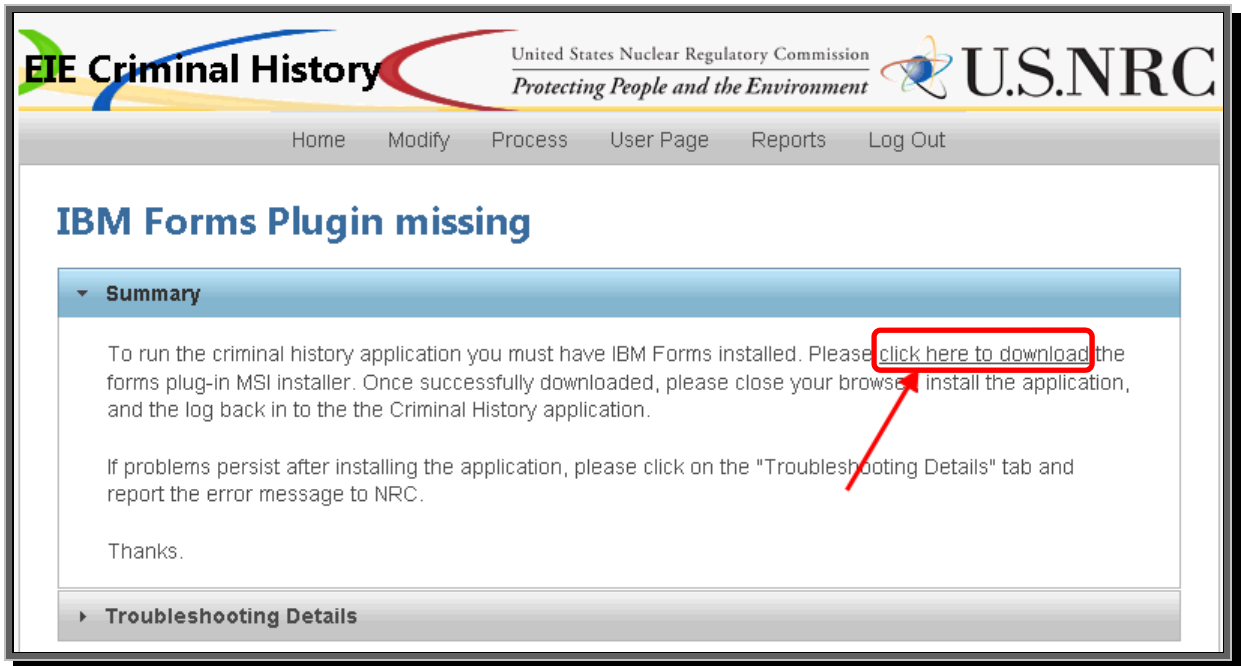 EIE Criminal History
United States Nuclear Regulatory Commission
Protecting People and the Environment
U.S.NRC
Home Modify Process User Page Reports Log Out
IBM Forms Plugin missing
Summary
To run the criminal history application you must have IBM Forms installed. Please click here to download the
forms plug-in MSI installer. Once successfully downloaded, please close your browser, install the application,
and the log back in to the the Criminal History application.
If problems persist after installing the application, please click on the "Troubleshooting Details" tab and
report the error message to NRC.
Thanks.
Troubleshooting Details